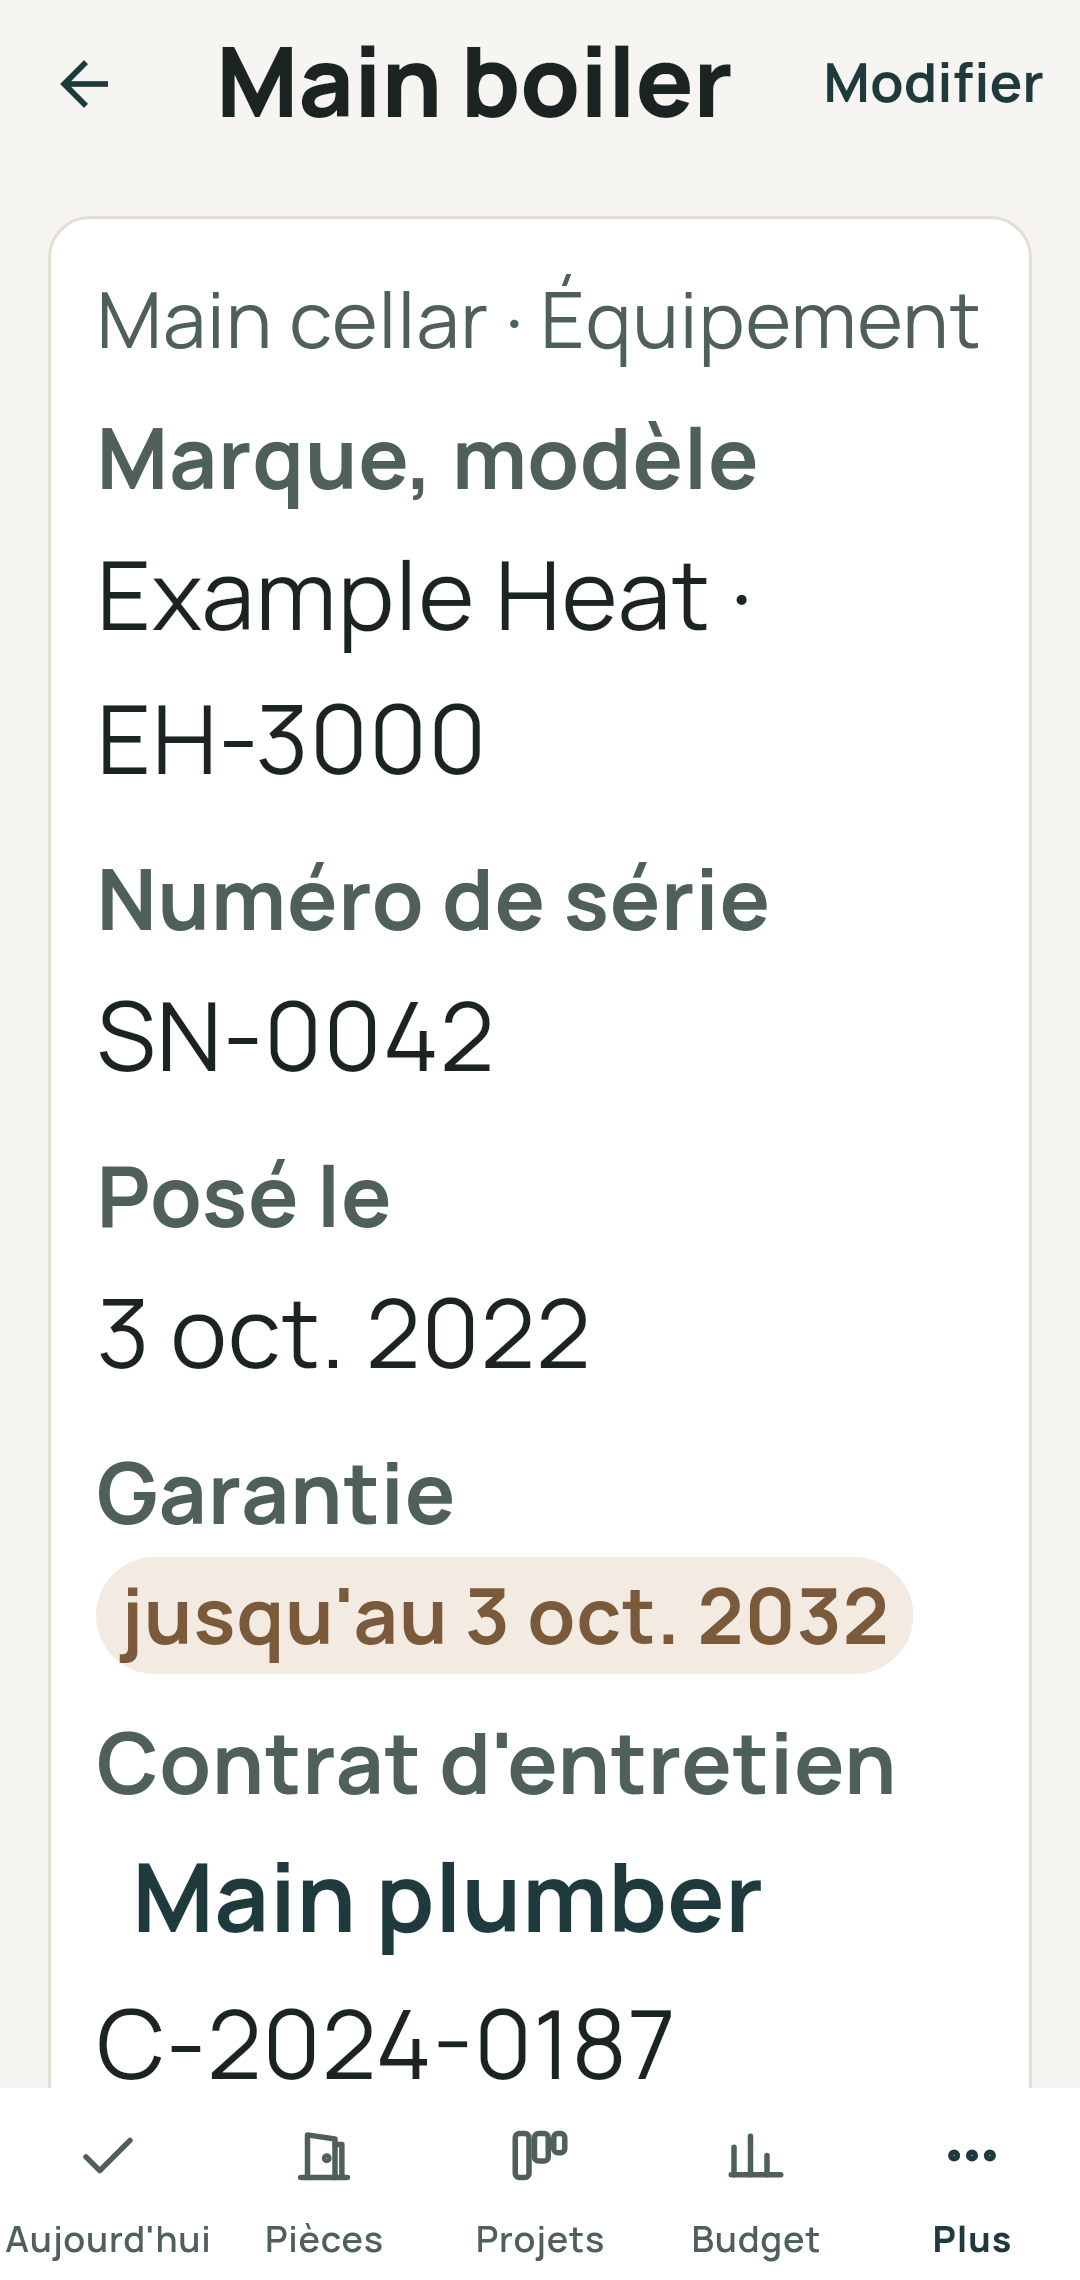 Main boiler
Modifier
Main cellar · Équipement
Marque, modèle
Example Heat ·
EH-3000
Numéro de série
SN-0042
Posé le
3 oct. 2022
Garantie
jusqu'au 3 oct. 2032
Contrat d'entretien
Main plumber
C-2024-0187
Aujourd'hui
Pièces
Projets
Budget
Plus